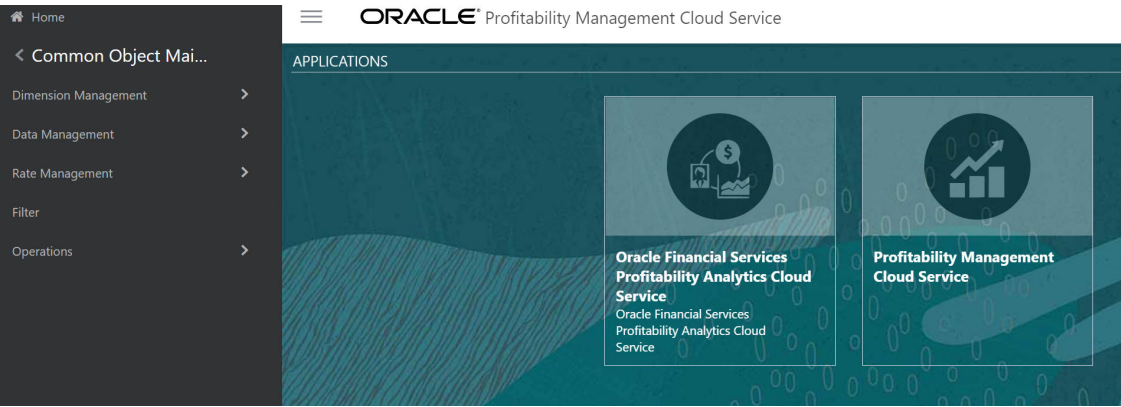 Home
Common Object Mai...
Dimension Management
Data Management
Rate Management
Filter
Operations
ORACLE® Profitability Management Cloud Service
APPLICATIONS
Oracle Financial Services
Profitability Analytics Cloud
Service
Oracle Financial Services
Profitability Analytics Cloud
Service
Profitability Management
Cloud Service